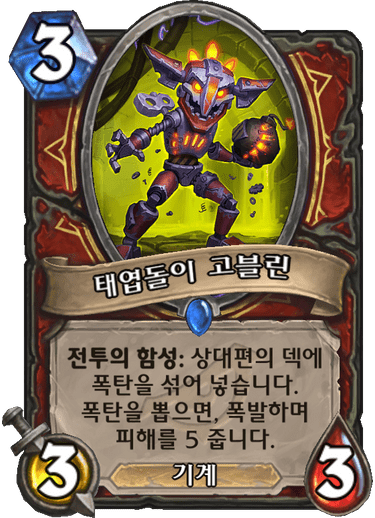 3
태엽돌이 고블린
전투의 함성: 상대편의 덱에
폭탄을 섞어 넣습니다.
폭탄을 뽑으면, 폭발하며
피해를 5 줍니다.
3
기계
3